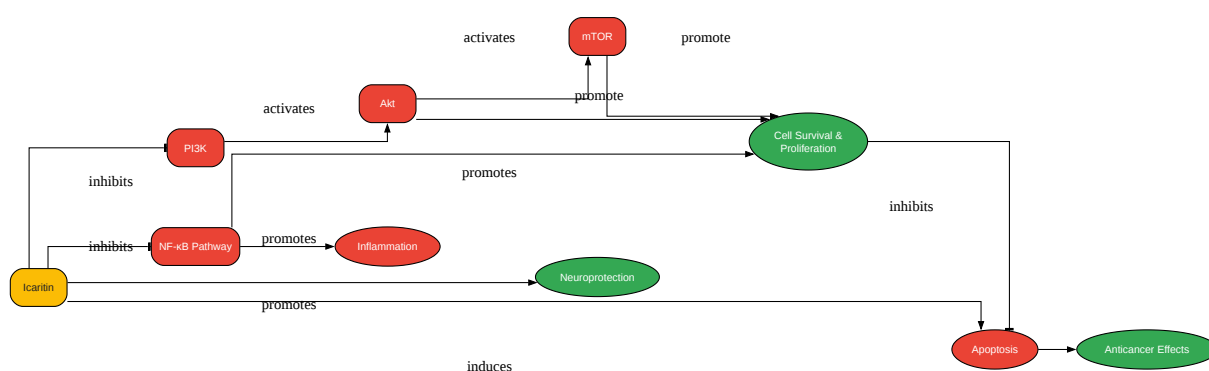 activates
mTOR
promote
promote
activates
Akt
Cell Survival &
Proliferation
PI3K
inhibits
promotes
inhibits
inhibits
NF-κB Pathway
promotes
Inflammation
Neuroprotection
Icaritin
promotes
Apoptosis
Anticancer Effects
induces